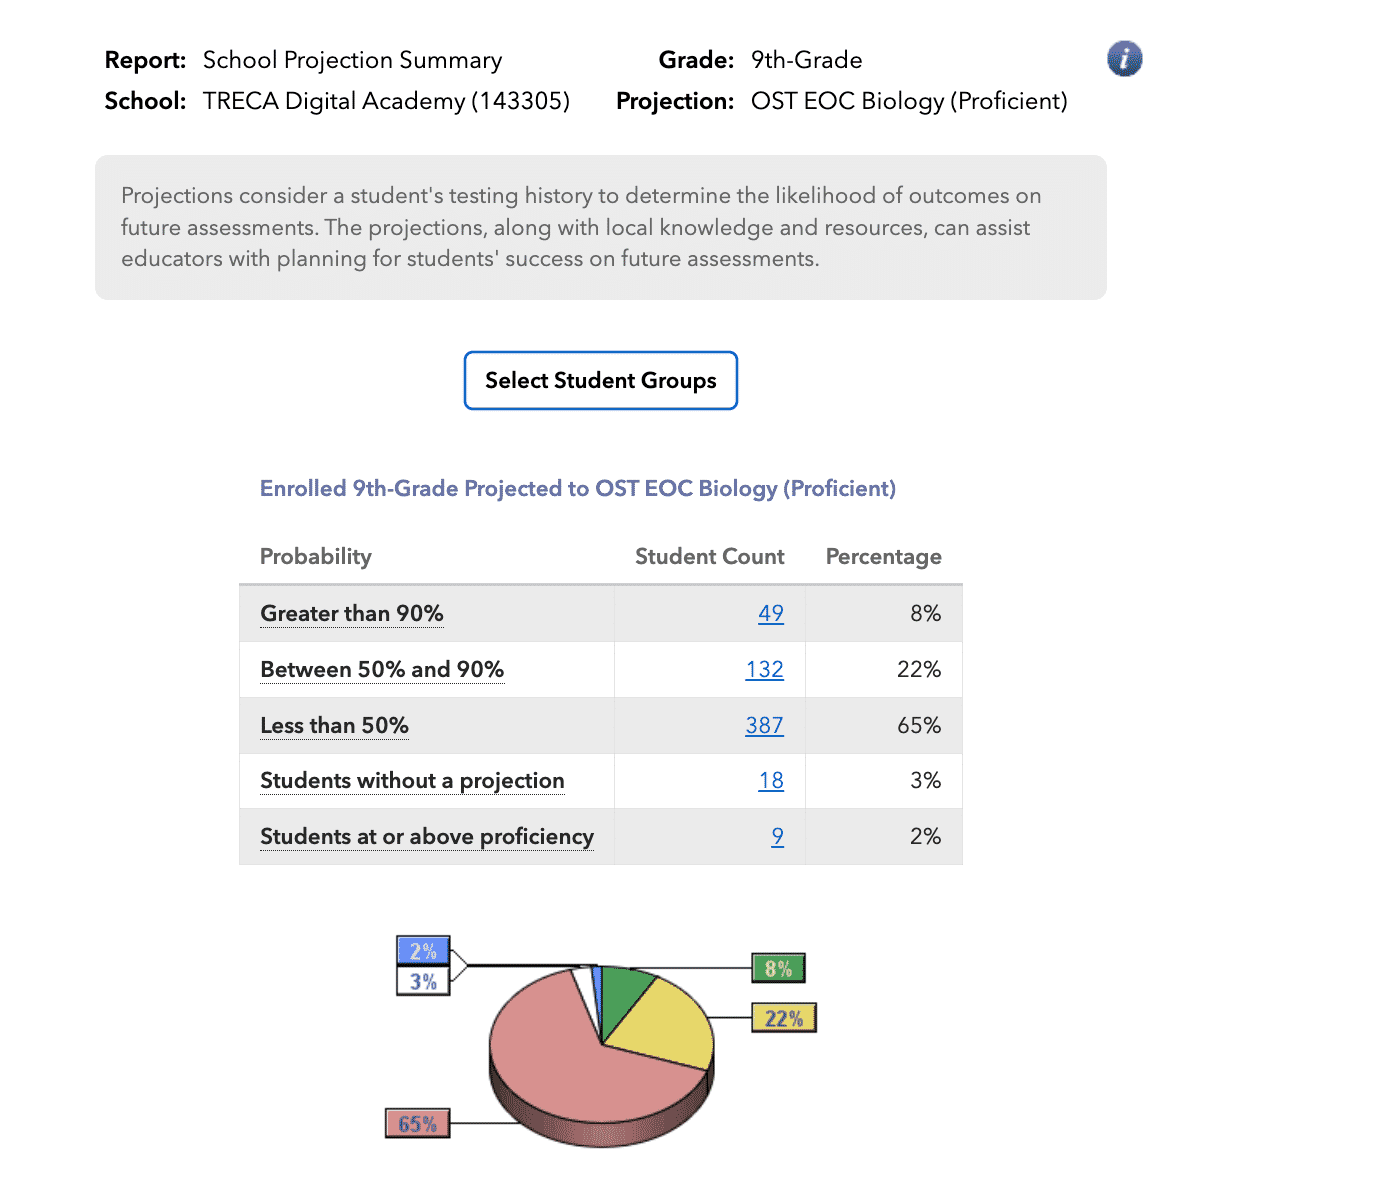 Report: School Projection Summary Grade: 9th-Grade
School: TRECA Digital Academy (143305) Projection: OST EOC Biology (Proficient)
Projections consider a student's testing history to determine the likelihood of outcomes on
future assessments. The projections, along with local knowledge and resources, can assist
educators with planning for students' success on future assessments.
Select Student Groups
Enrolled 9th-Grade Projected to OST EOC Biology (Proficient)
Probability Student Count Percentage
Greater than 90% 49 8%
Between 50% and 90% 132 22%
Less than 50% 387 65%
Students without a projection 18 3%
Students at or above proficiency 9 2%
2%
3%
8%
22%
65%